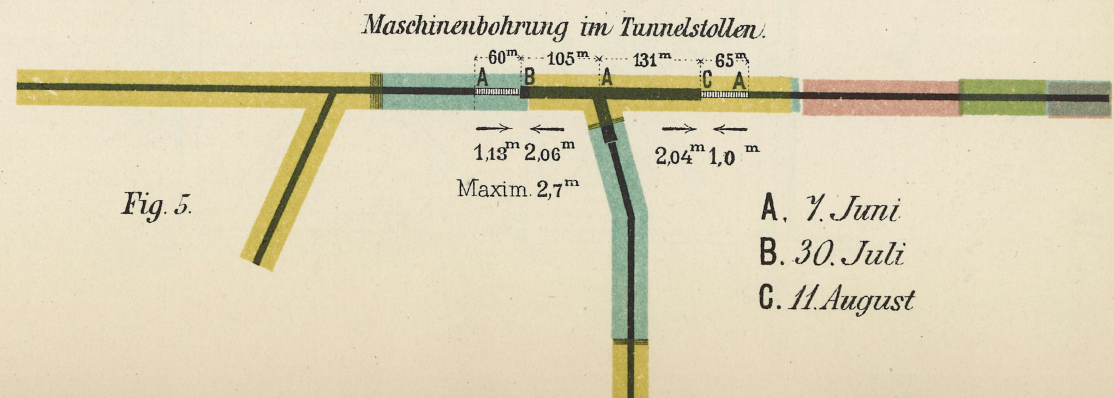 Maschinenbohrung im Tunnelstollen.
60m 105m 131m 65m
A B A C A
1,13m 2,06m 2,04m 1,0 m
Maxim. 2,7m
Fig. 5.
A. 7. Juni
B. 30. Juli
C. 11. August